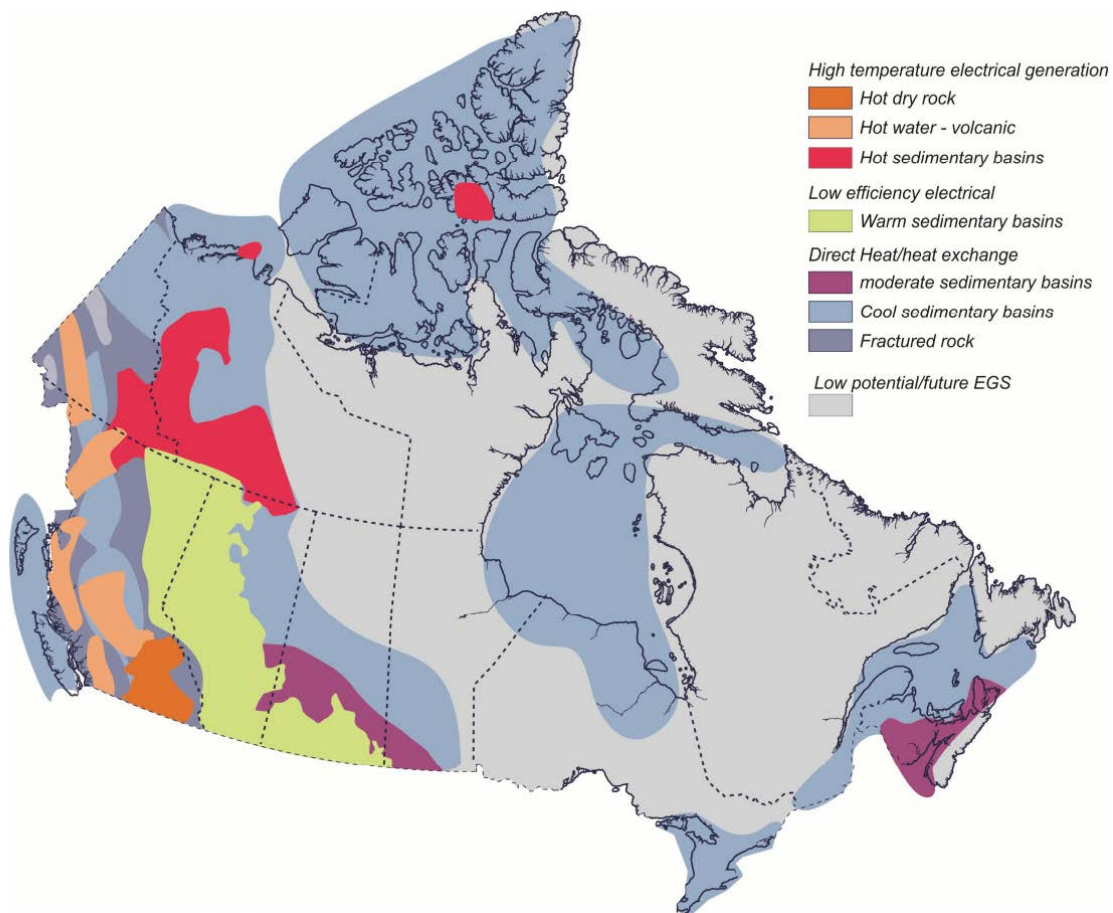 High temperature electrical generation
Hot dry rock
Hot water - volcanic
Hot sedimentary basins
Low efficiency electrical
Warm sedimentary basins
Direct Heat/heat exchange
moderate sedimentary basins
Cool sedimentary basins
Fractured rock
Low potential/future EGS